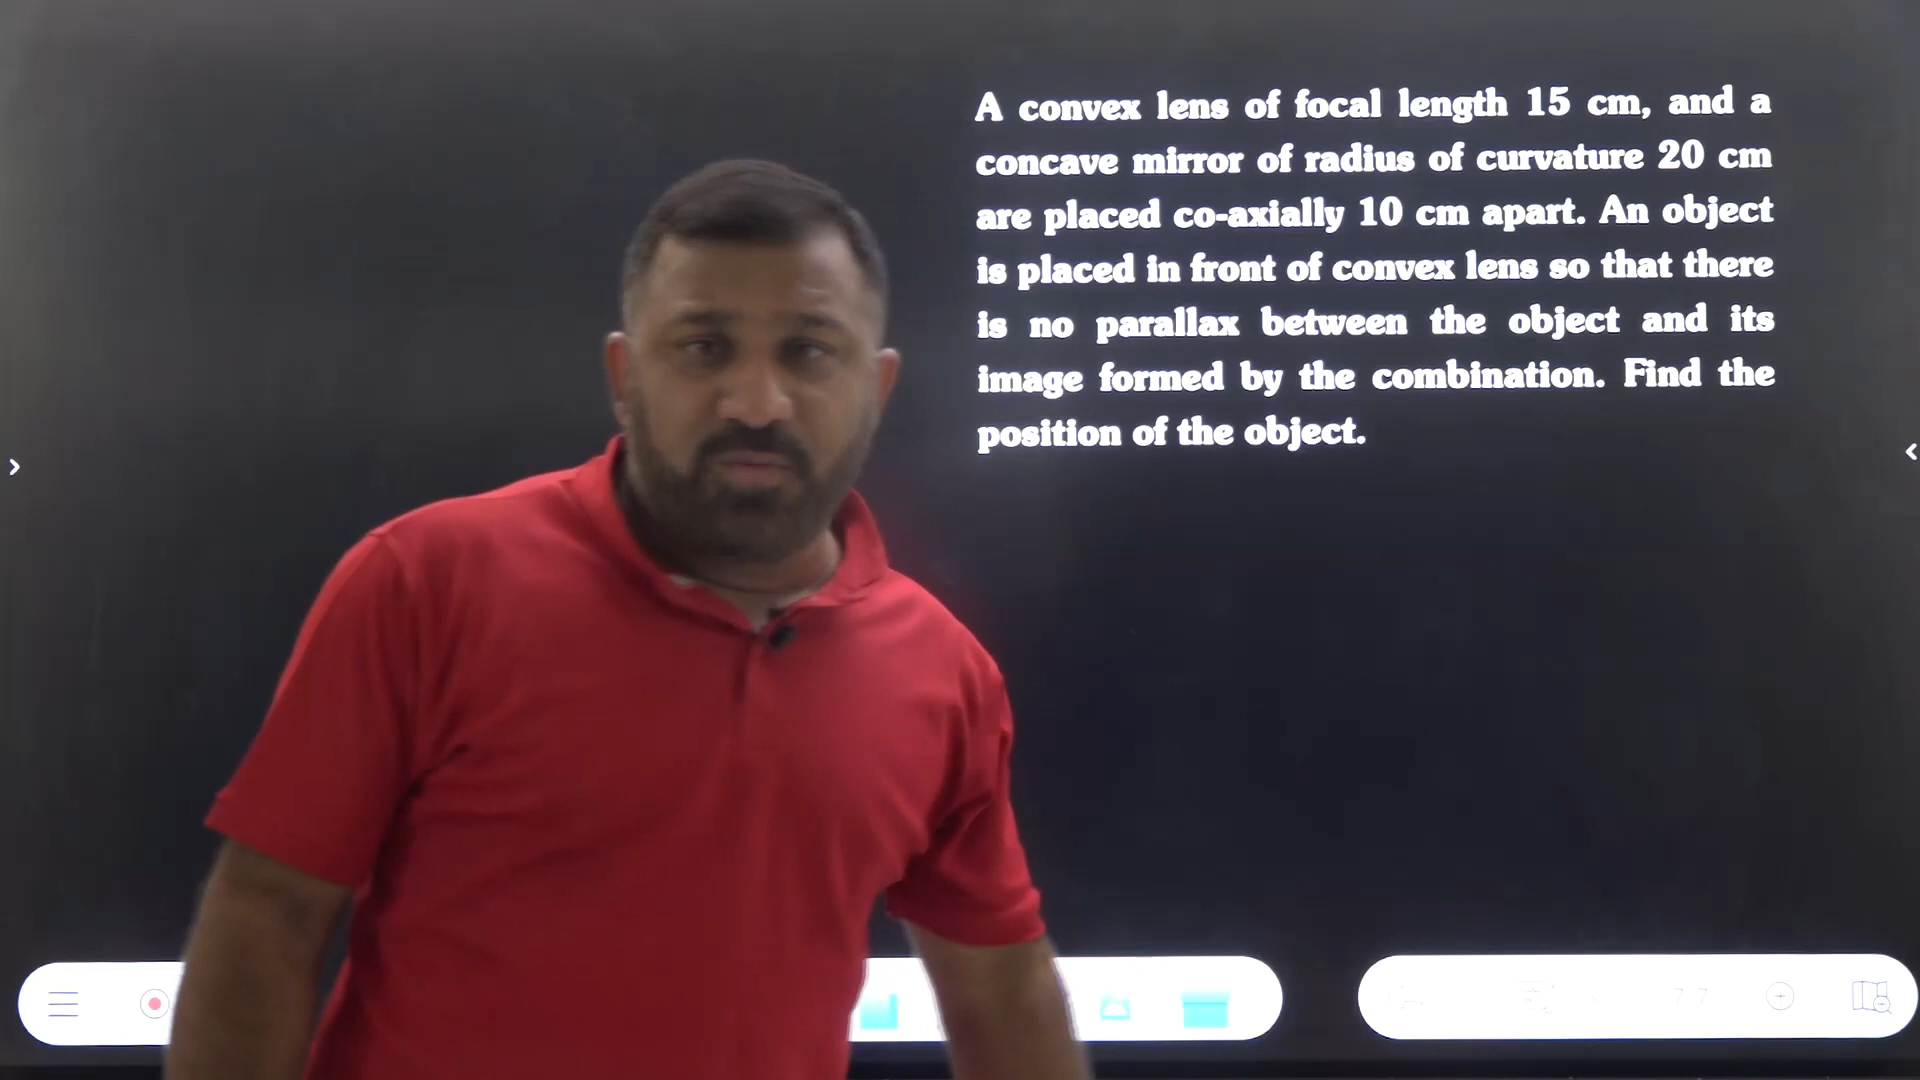 A convex lens of focal length 15 cm, and a
concave mirror of radius of curvature 20 cm
are placed co-axially 10 cm apart. An object
is placed in front of convex lens so that there
is no parallax between the object and its
image formed by the combination. Find the
position of the object.